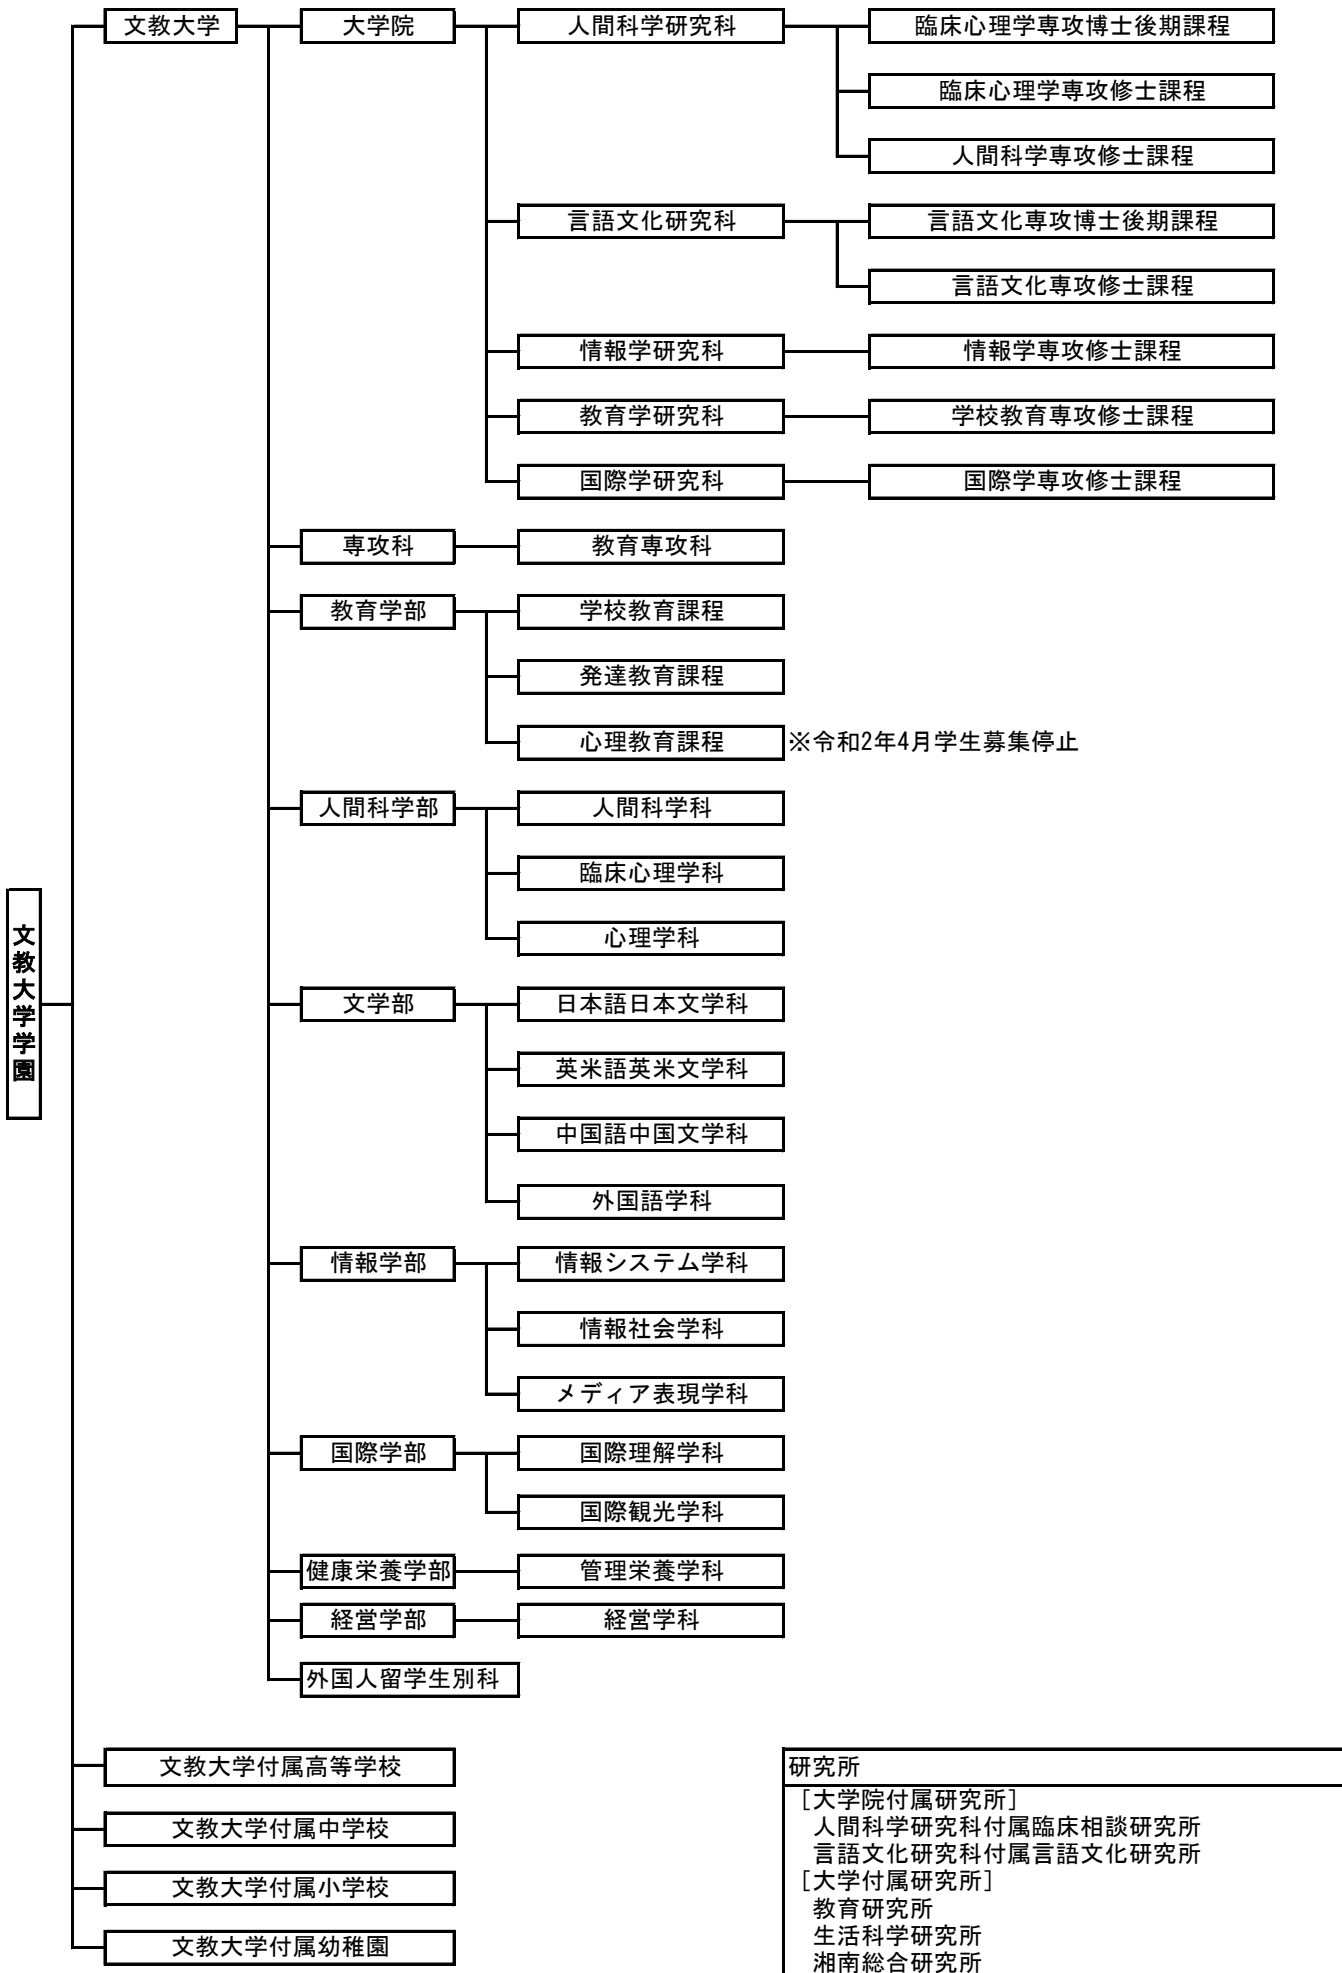 文教大学学園
文教大学
大学院
人間科学研究科
臨床心理学専攻博士後期課程
臨床心理学専攻修士課程
人間科学専攻修士課程
言語文化研究科
言語文化専攻博士後期課程
言語文化専攻修士課程
情報学研究科
情報学専攻修士課程
教育学研究科
学校教育専攻修士課程
国際学研究科
国際学専攻修士課程
専攻科
教育専攻科
教育学部
学校教育課程
発達教育課程
心理教育課程
※令和2年4月学生募集停止
人間科学部
人間科学科
臨床心理学科
心理学科
文学部
日本語日本文学科
英米語英米文学科
中国語中国文学科
外国語学科
情報学部
情報システム学科
情報社会学科
メディア表現学科
国際学部
国際理解学科
国際観光学科
健康栄養学部
管理栄養学科
経営学部
経営学科
外国人留学生別科
文教大学付属高等学校
文教大学付属中学校
文教大学付属小学校
文教大学付属幼稚園
研究所
[大学院付属研究所]
人間科学研究科付属臨床相談研究所
言語文化研究科付属言語文化研究所
[大学付属研究所]
教育研究所
生活科学研究所
湘南総合研究所